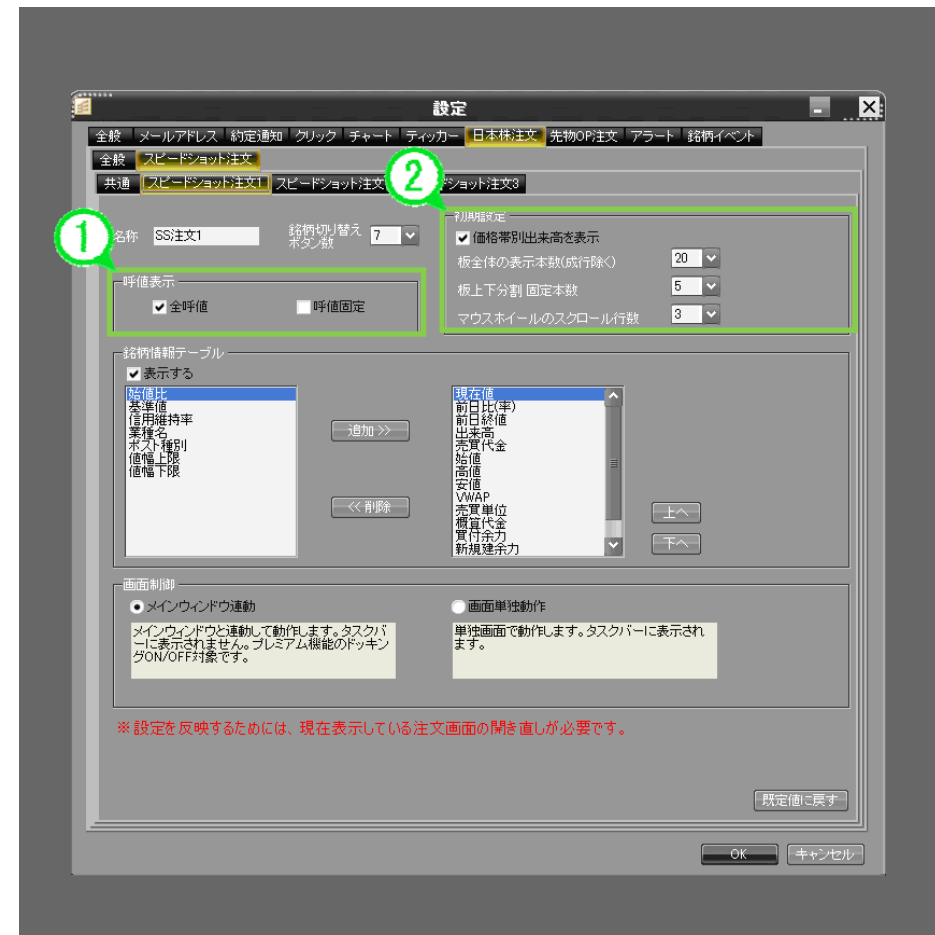 設定
全般 メールアドレス 約定通知 クリック チャート ティッカー 日本株注文 先物OP注文 アラート 銘柄イベント
全般 スピードショット注文
共通 スピードショット注文1 スピードショット注文 ドショット注文3
1
2
名称 SS注文1 銘柄切り替え
ボタン数 7
呼値表示
全呼値 呼値固定
初期設定
価格帯別出来高を表示
板全体の表示本数(成行除く) 20
板上下分割 固定本数 5
マウスホイールのスクロール行数 3
銘柄情報テーブル
表示する
始値比
基準値
信用維持率
業種名
ポスト種別
値幅上限
値幅下限
追加 >>
<< 削除
現在値
前日比(率)
前日終値
出来高
売買代金
始値
高値
安値
VWAP
売買単位
概算代金
買付余力
新規建余力
上へ
下へ
画面制御
メインウィンドウ連動
メインウィンドウと連動して動作します。タスクバ
ーに表示されません。プレミアム機能のドッキン
グON/OFF対象です。
画面単独動作
単独画面で動作します。タスクバーに表示され
ます。
※設定を反映するためには、現在表示している注文画面の開き直しが必要です。
既定値に戻す
OK キャンセル